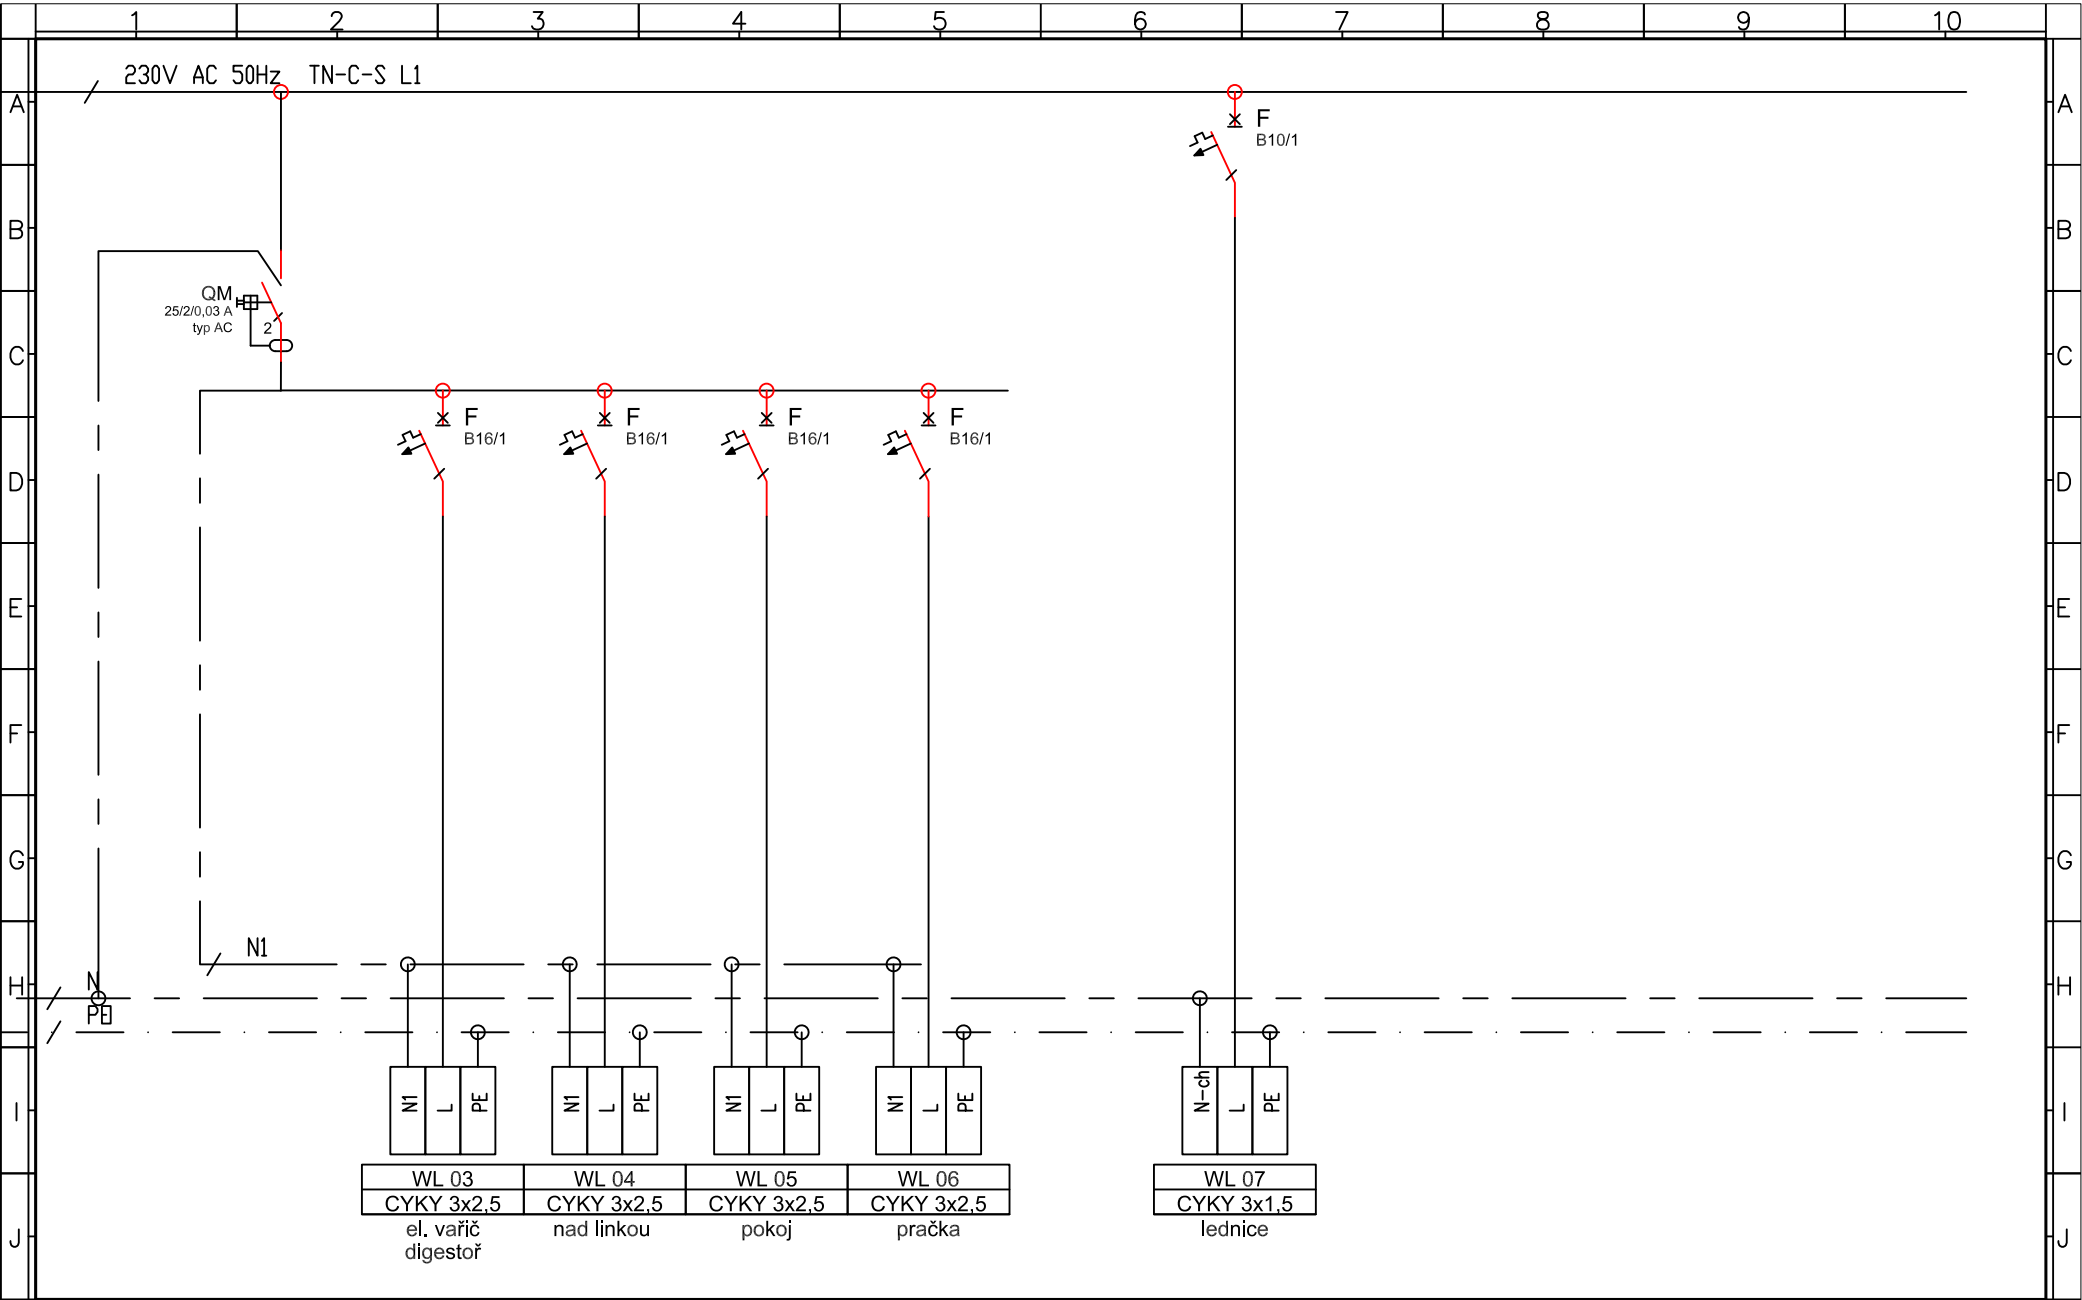 1 2 3 4 5 6 7 8 9 10
230V AC 50Hz TN-C-S L1
A A
F
B10/1
B B
QM
25/2/0,03 A
typ AC 2
C C
F F F F
B16/1 B16/1 B16/1 B16/1
D D
E E
F F
G G
N1
H N H
PE
N1 L PE N1 L PE N1 L PE N1 L PE N-ch L PE
I I
WL 03 WL 04 WL 05 WL 06 WL 07
CYKY 3x2,5 CYKY 3x2,5 CYKY 3x2,5 CYKY 3x2,5 CYKY 3x1,5
el. vařič nad linkou pokoj pračka lednice
digestoř
J J